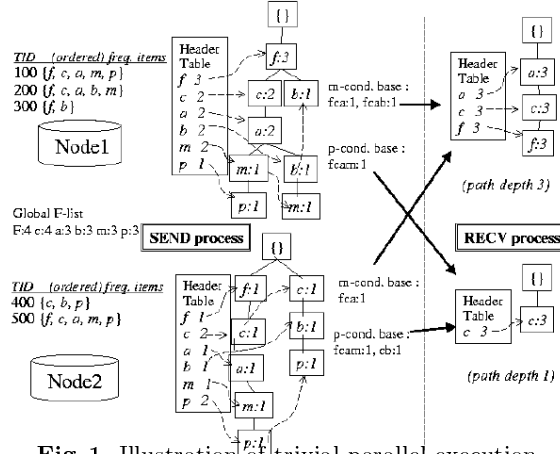 TID (ordered) freq. items
100 {f, c, a, m, p}
200 {f, c, a, b, m}
300 {f, b}
Node1
Header
Table
f 3
c 2
a 2
b 2
m 2
p 1
{ }
f:3
c:2
b:1
a:2
m:1
b:1
p:1
m:1
m-cond. base :
fca:1, fcab:1
p-cond. base :
fcam:1
{ }
Header
Table
a 3
c 3
f 3
a:3
c:3
f:3
(path depth 3)
Global F-list
F:4 c:4 a:3 b:3 m:3 p:3
SEND process
RECV process
TID (ordered) freq. items
400 {c, b, p}
500 {f, c, a, m, p}
Node2
Header
Table
f 1
c 2
a 1
b 1
m 1
p 2
{ }
f:1
c:1
c:1
b:1
a:1
p:1
m:1
p:1
m-cond. base :
fca:1
p-cond. base :
fcam:1, cb:1
{ }
Header
Table
c 3
c:3
(path depth 1)
Fig. 1. Illustration of trivial parallel execution